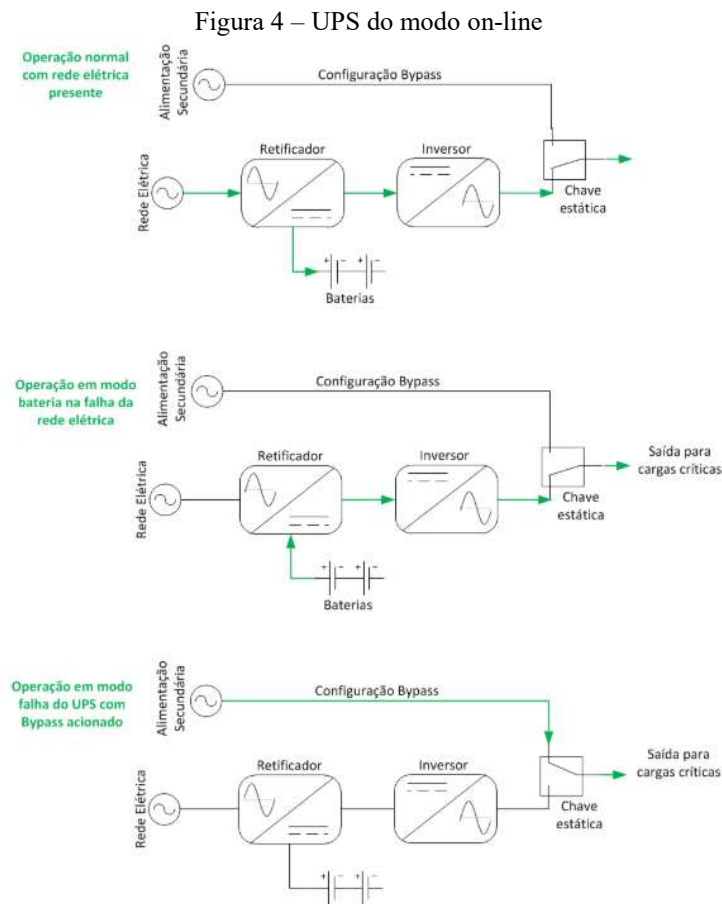 Figura 4 – UPS do modo on-line
Operação normal
com rede elétrica
presente
Alimentação
Secundária
Configuração Bypass
Rede Elétrica
Retificador
Inversor
Chave
estática
+ - + -
Baterias
Operação em modo
bateria na falha da
rede elétrica
Alimentação
Secundária
Configuração Bypass
Rede Elétrica
Retificador
Inversor
Saída para
cargas críticas
Chave
estática
+ - + -
Baterias
Operação em modo
falha do UPS com
Bypass acionado
Alimentação
Secundária
Configuração Bypass
Rede Elétrica
Retificador
Inversor
Saída para
cargas críticas
Chave
estática
+ - + -